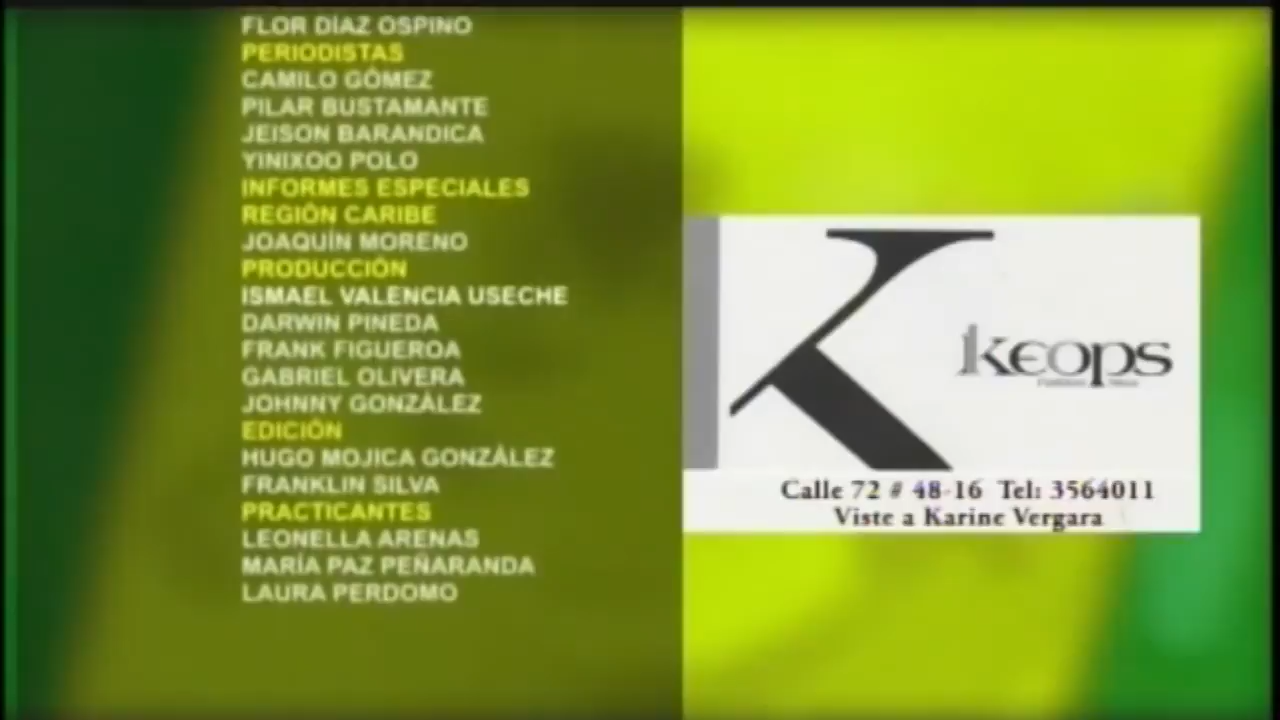 FLOR DÍAZ OSPINO
PERIODISTAS
CAMILO GÓMEZ
PILAR BUSTAMANTE
JEISON BARANDICA
YINIXOO POLO
INFORMES ESPECIALES
REGIÓN CARIBE
JOAQUÍN MORENO
PRODUCCIÓN
ISMAEL VALENCIA USECHE
DARWIN PINEDA
FRANK FIGUEROA
GABRIEL OLIVERA
JOHNNY GONZÁLEZ
EDICIÓN
HUGO MOJICA GONZÁLEZ
FRANKLIN SILVA
PRACTICANTES
LEONELLA ARENAS
MARÍA PAZ PEÑARANDA
LAURA PERDOMO
K
keops
Calle 72 # 48-16 Tel: 3564011
Viste a Karine Vergara